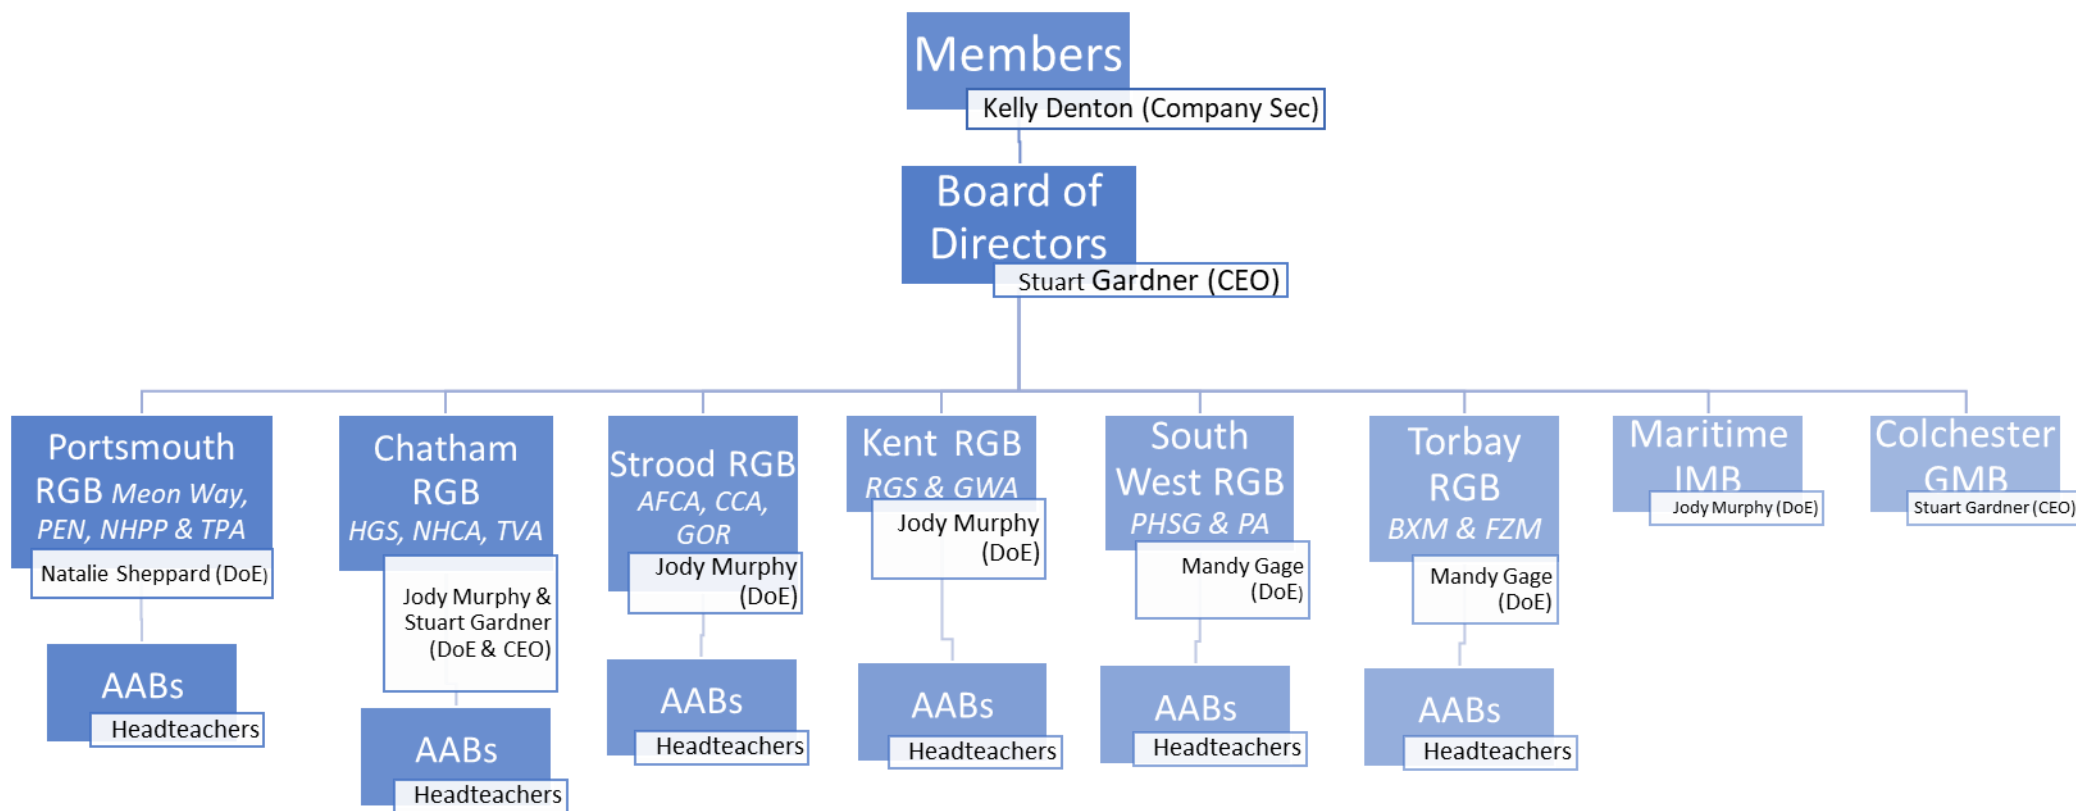 Members
Kelly Denton (Company Sec)
Board of
Directors
Stuart Gardner (CEO)
Portsmouth
RGB Meon Way,
PEN, NHPP & TPA
Natalie Sheppard (DoE)
AABs
Headteachers
Chatham
RGB
HGS, NHCA, TVA
Jody Murphy &
Stuart Gardner
(DoE & CEO)
AABs
Headteachers
Strood RGB
AFCA, CCA,
GOR
Jody Murphy
(DoE)
AABs
Headteachers
Kent RGB
RGS & GWA
Jody Murphy
(DoE)
AABs
Headteachers
South
West RGB
PHSG & PA
Mandy Gage
(DoE)
AABs
Headteachers
Torbay
RGB
BXM & FZM
Mandy Gage
(DoE)
AABs
Headteachers
Maritime
IMB
Jody Murphy (DoE)
Colchester
GMB
Stuart Gardner (CEO)